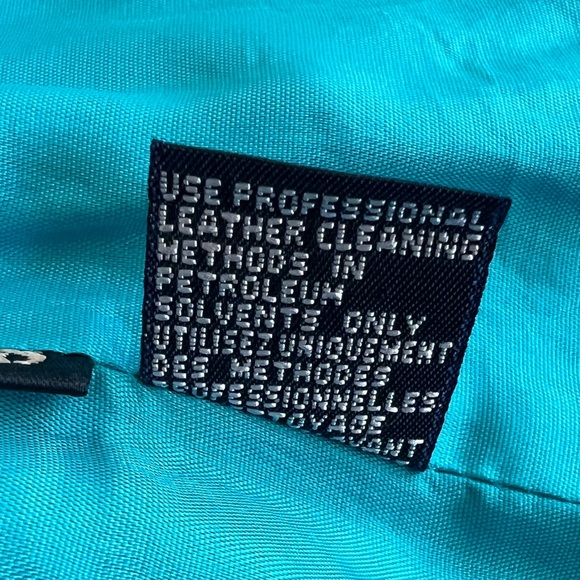 USE PROFESSIONAL
LEATHER CLEANING
METHODS IN
PETROLEUM
SOLVENTS ONLY
UTILISEZ UNIQUEMENT
DES METHODES
PROFESSIONNELLES